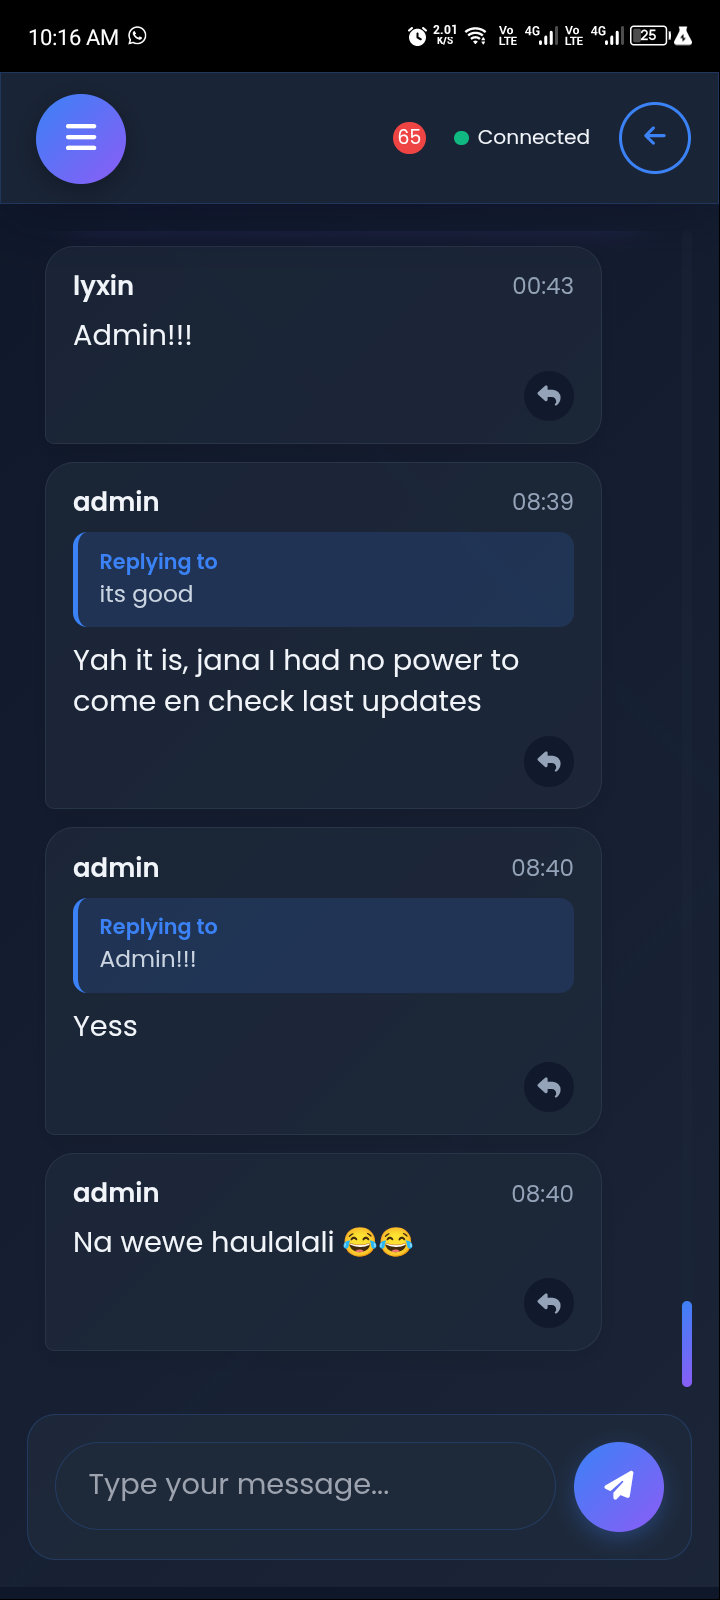 10:16 AM
2.01 K/S Vo LTE 4G Vo LTE 4G 25
65 Connected
lyxin 00:43
Admin!!!
admin 08:39
Replying to
its good
Yah it is, jana I had no power to
come en check last updates
admin 08:40
Replying to
Admin!!!
Yess
admin 08:40
Na wewe haulalali 😂😂
Type your message...